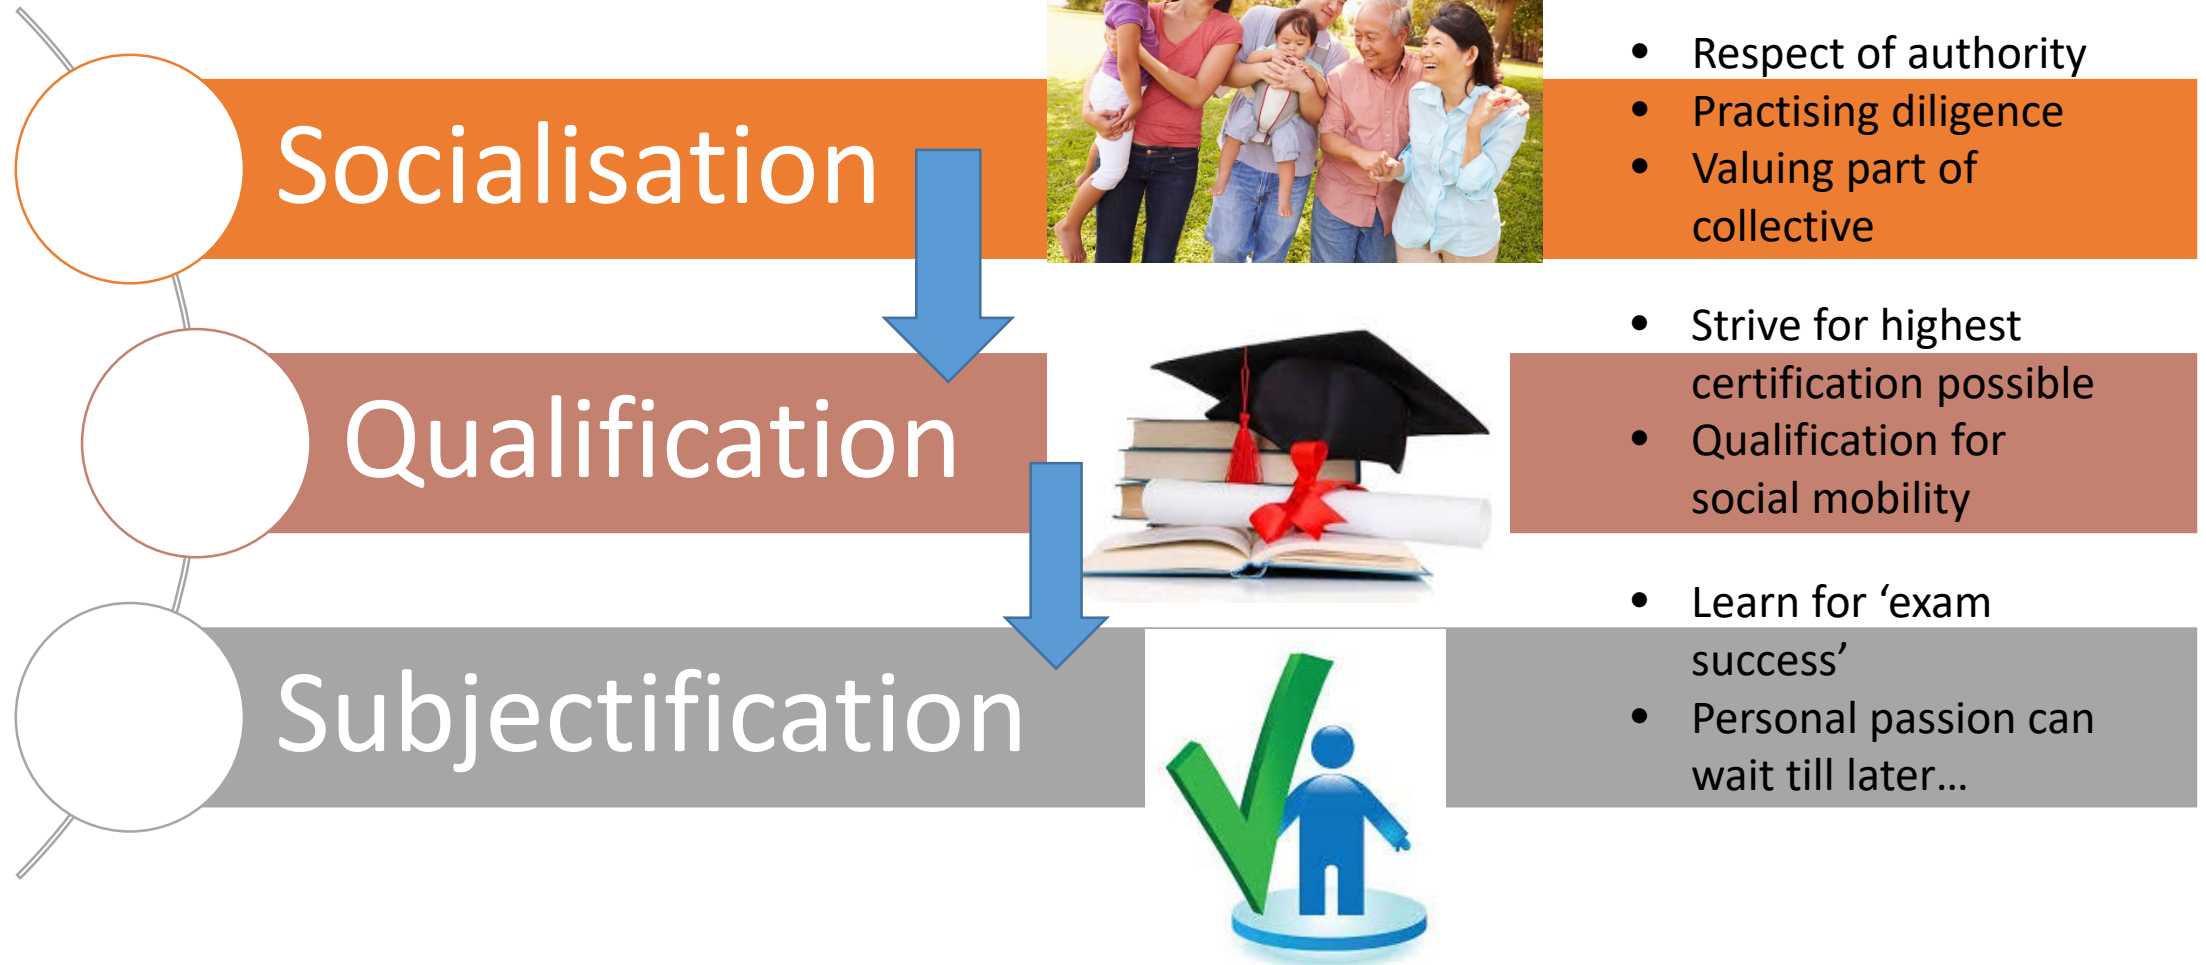 Socialisation
• Respect of authority
• Practising diligence
• Valuing part of
collective
Qualification
• Strive for highest
certification possible
• Qualification for
social mobility
Subjectification
• Learn for ‘exam
success’
• Personal passion can
wait till later…